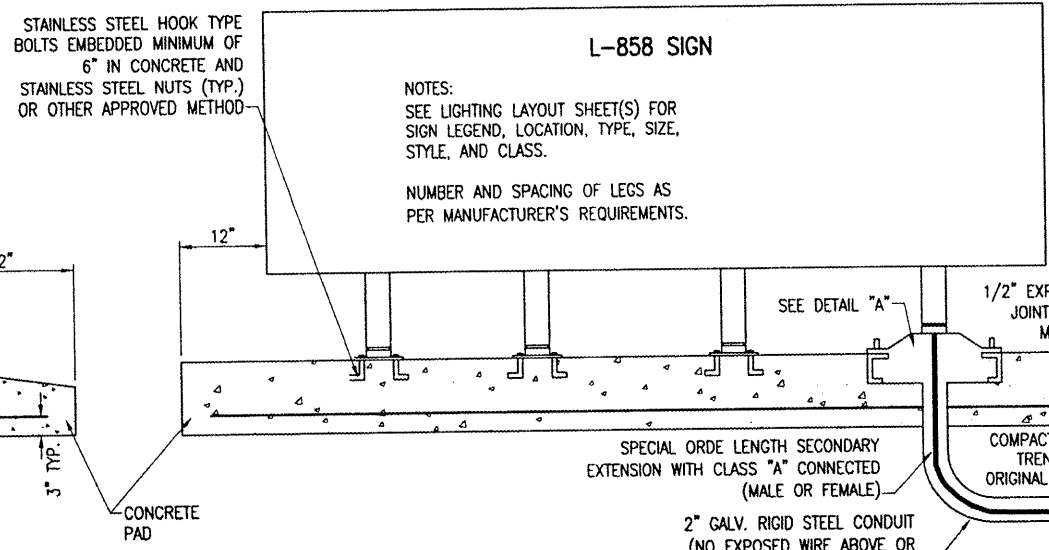 STAINLESS STEEL HOOK TYPE
BOLTS EMBEDDED MINIMUM OF
6" IN CONCRETE AND
STAINLESS STEEL NUTS (TYP.)
OR OTHER APPROVED METHOD
L-858 SIGN
NOTES:
SEE LIGHTING LAYOUT SHEET(S) FOR
SIGN LEGEND, LOCATION, TYPE, SIZE,
STYLE, AND CLASS.
NUMBER AND SPACING OF LEGS AS
PER MANUFACTURER'S REQUIREMENTS.
2"
12"
SEE DETAIL "A"
1/2" EXP
JOINT
M
3" TYP.
CONCRETE
PAD
SPECIAL ORDE LENGTH SECONDARY
EXTENSION WITH CLASS "A" CONNECTED
(MALE OR FEMALE)
COMPACT
TREN
ORIGINAL
2" GALV. RIGID STEEL CONDUIT
(NO EXPOSED WIRE ABOVE OR